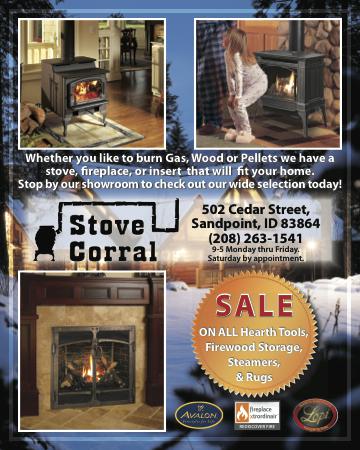 Whether you like to burn Gas, Wood or Pellets we have a
stove, fireplace, or insert that will fit your home.
Stop by our showroom to check out our wide selection today!
Stove
Corral
502 Cedar Street,
Sandpoint, ID 83864
(208) 263-1541
9-5 Monday thru Friday.
Saturday by appointment.
SALE
ON ALL Hearth Tools,
Firewood Storage,
Steamers,
& Rugs
AVALON
fireplace
xtrordinair
REDISCOVER FIRE
Lopi